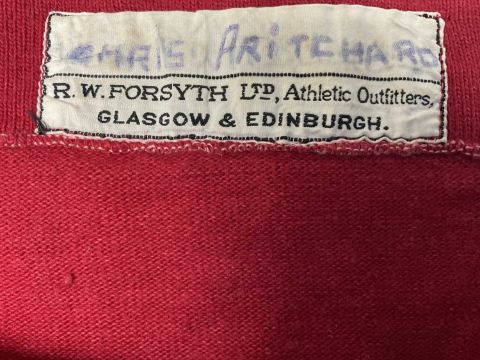 CHRIS PRITCHARD
R. W. FORSYTH LTD, Athletic Outfitters,
GLASGOW & EDINBURGH.